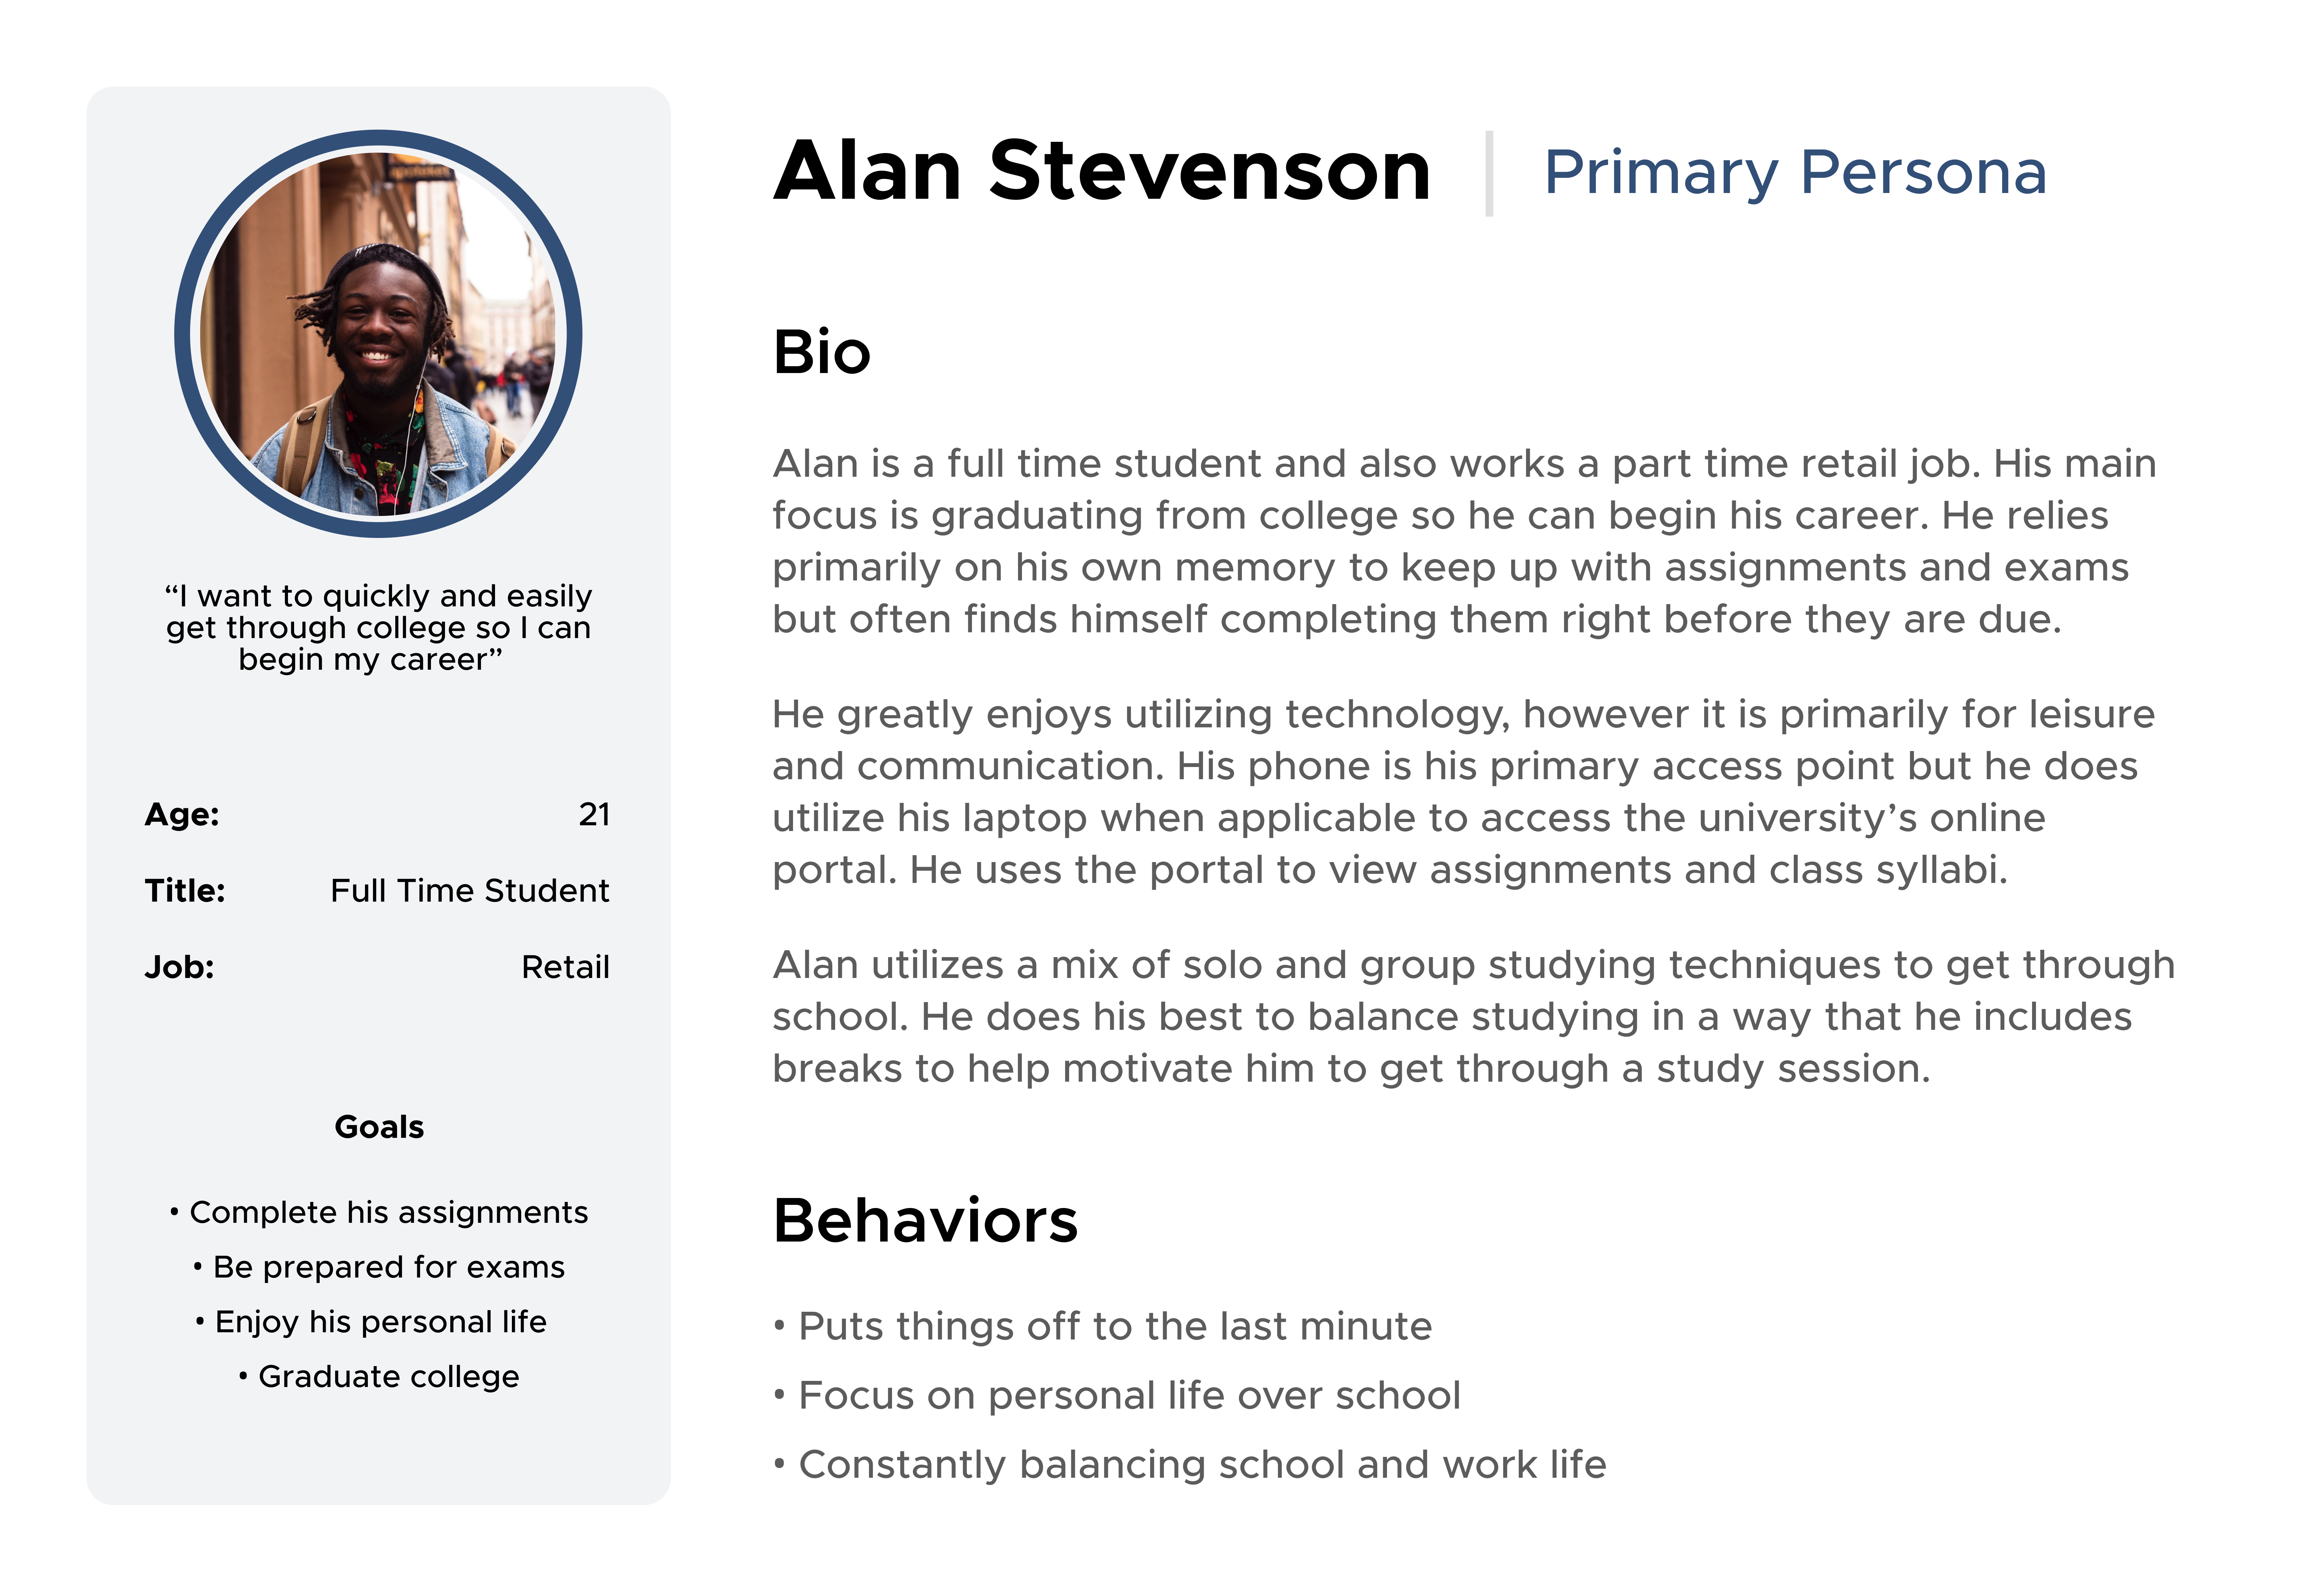 Alan Stevenson
Primary Persona
“I want to quickly and easily
get through college so I can
begin my career”
Age: 21
Title: Full Time Student
Job: Retail
Goals
• Complete his assignments
• Be prepared for exams
• Enjoy his personal life
• Graduate college
Bio
Alan is a full time student and also works a part time retail job. His main
focus is graduating from college so he can begin his career. He relies
primarily on his own memory to keep up with assignments and exams
but often finds himself completing them right before they are due.
He greatly enjoys utilizing technology, however it is primarily for leisure
and communication. His phone is his primary access point but he does
utilize his laptop when applicable to access the university’s online
portal. He uses the portal to view assignments and class syllabi.
Alan utilizes a mix of solo and group studying techniques to get through
school. He does his best to balance studying in a way that he includes
breaks to help motivate him to get through a study session.
Behaviors
• Puts things off to the last minute
• Focus on personal life over school
• Constantly balancing school and work life